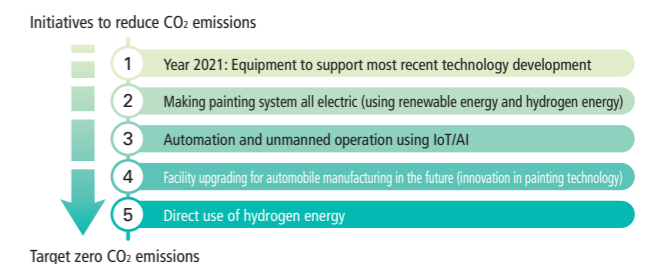 Initiatives to reduce CO₂ emissions
1 Year 2021: Equipment to support most recent technology development
2 Making painting system all electric (using renewable energy and hydrogen energy)
3 Automation and unmanned operation using IoT/AI
4 Facility upgrading for automobile manufacturing in the future (innovation in painting technology)
5 Direct use of hydrogen energy
Target zero CO₂ emissions